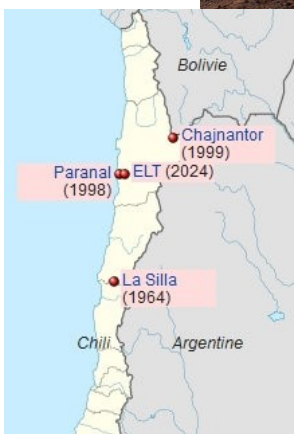 Bolivie
Chajnantor
(1999)
Paranal
(1998)
ELT (2024)
La Silla
(1964)
Chili
Argentine